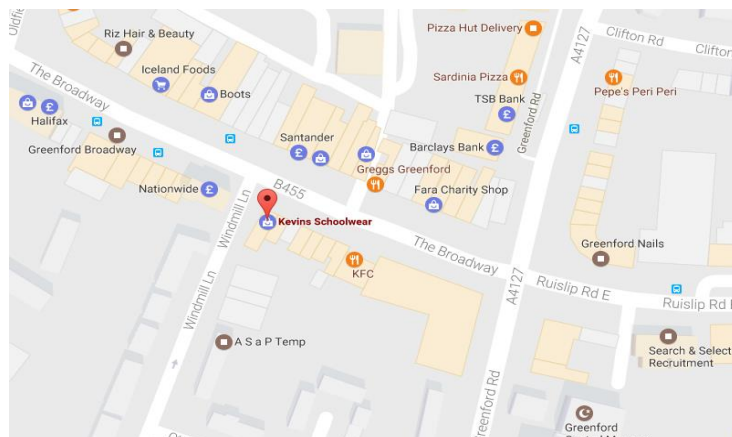 Oldfie
Riz Hair & Beauty
Pizza Hut Delivery
A4127
Clifton Rd
Clifton
The Broadway
Iceland Foods
Boots
Sardinia Pizza
Pepe's Peri Peri
TSB Bank
Greenford Rd
Halifax
Santander
Greenford Broadway
Barclays Bank
Greggs Greenford
Nationwide
B455
Fara Charity Shop
Windmill Ln
Kevins Schoolwear
The Broadway
Greenford Nails
KFC
A4127
Ruislip Rd E
Ruislip Rd E
Windmill Ln
A S a P Temp
Search & Select
Recruitment
Greenford Rd
Greenford